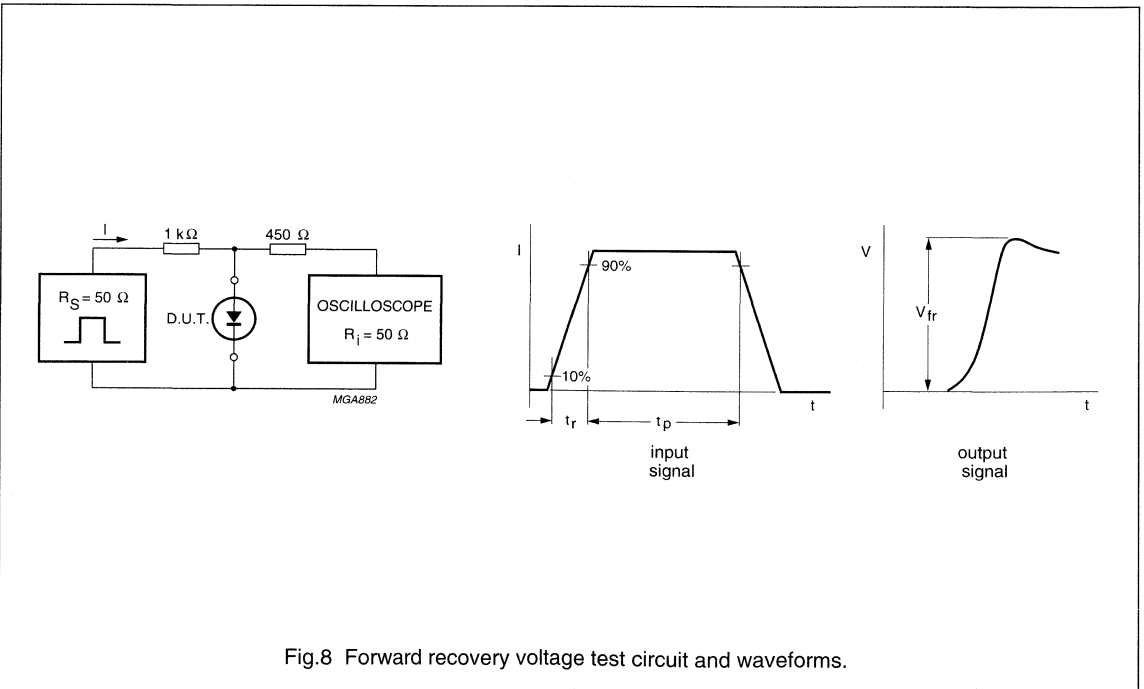 I
1 kΩ
450 Ω
R_S = 50 Ω
D.U.T.
OSCILLOSCOPE
R_i = 50 Ω
MGA882
I
90%
10%
t
t_r
t_p
input
signal
V
V_fr
t
output
signal
Fig.8 Forward recovery voltage test circuit and waveforms.